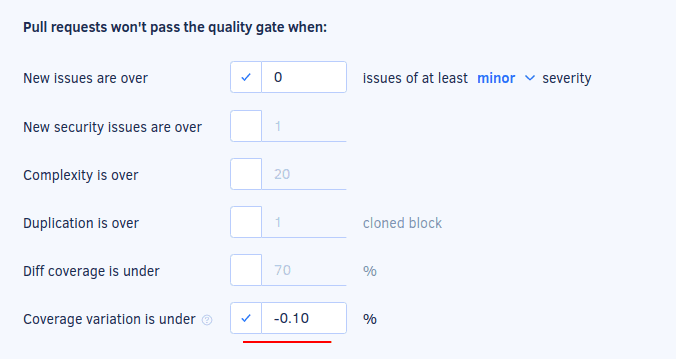 Pull requests won't pass the quality gate when:
New issues are over 0 issues of at least minor severity
New security issues are over 1
Complexity is over 20
Duplication is over 1 cloned block
Diff coverage is under 70 %
Coverage variation is under ? -0.10 %